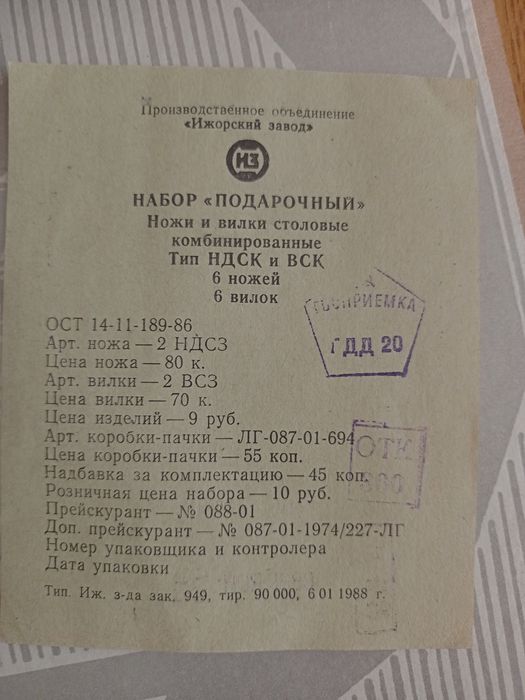 Производственное объединение
«Ижорский завод»
ИЗ
НАБОР «ПОДАРОЧНЫЙ»
Ножи и вилки столовые
комбинированные
Тип НДСК и ВСК
6 ножей
6 вилок
ГОСПРИЕМКА
ГДД 20
ОСТ 14-11-189-86
Арт. ножа — 2 НДСЗ
Цена ножа — 80 к.
Арт. вилки — 2 ВСЗ
Цена вилки — 70 к.
Цена изделий — 9 руб.
Арт. коробки-пачки — ЛГ-087-01-694
ОТК
Цена коробки-пачки — 55 коп.
Надбавка за комплектацию — 45 коп.
Розничная цена набора — 10 руб.
Прейскурант — № 088-01
Доп. прейскурант — № 087-01-1974/227-ЛГ
Номер упаковщика и контролера
Дата упаковки
Тип. Иж. з-да зак. 949, тир. 90 000, 6 01 1988 г.